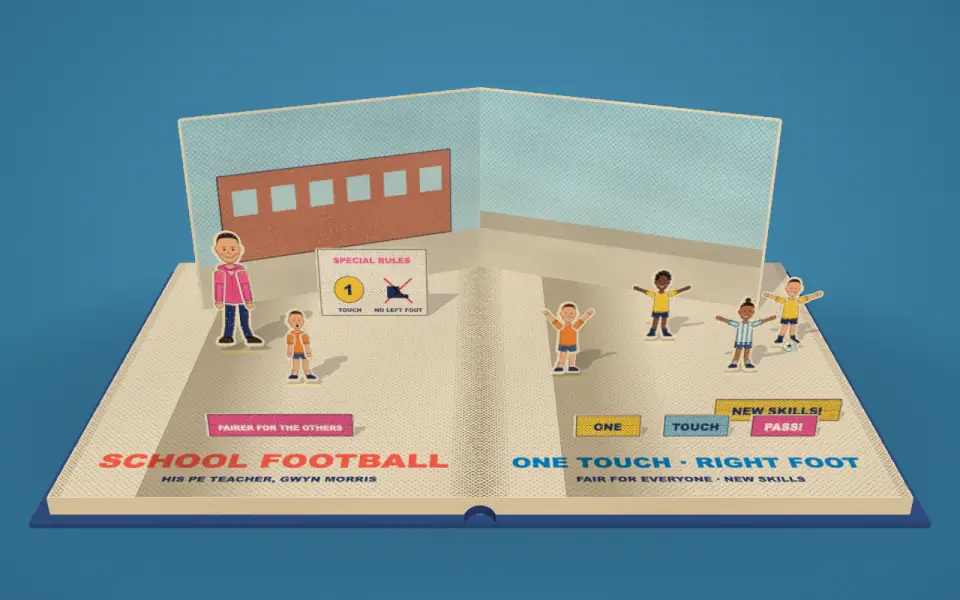 SPECIAL RULES
1
TOUCH
NO LEFT FOOT
FAIRER FOR THE OTHERS
SCHOOL FOOTBALL
HIS PE TEACHER, GWYN MORRIS
NEW SKILLS!
ONE
TOUCH
PASS!
ONE TOUCH · RIGHT FOOT
FAIR FOR EVERYONE · NEW SKILLS